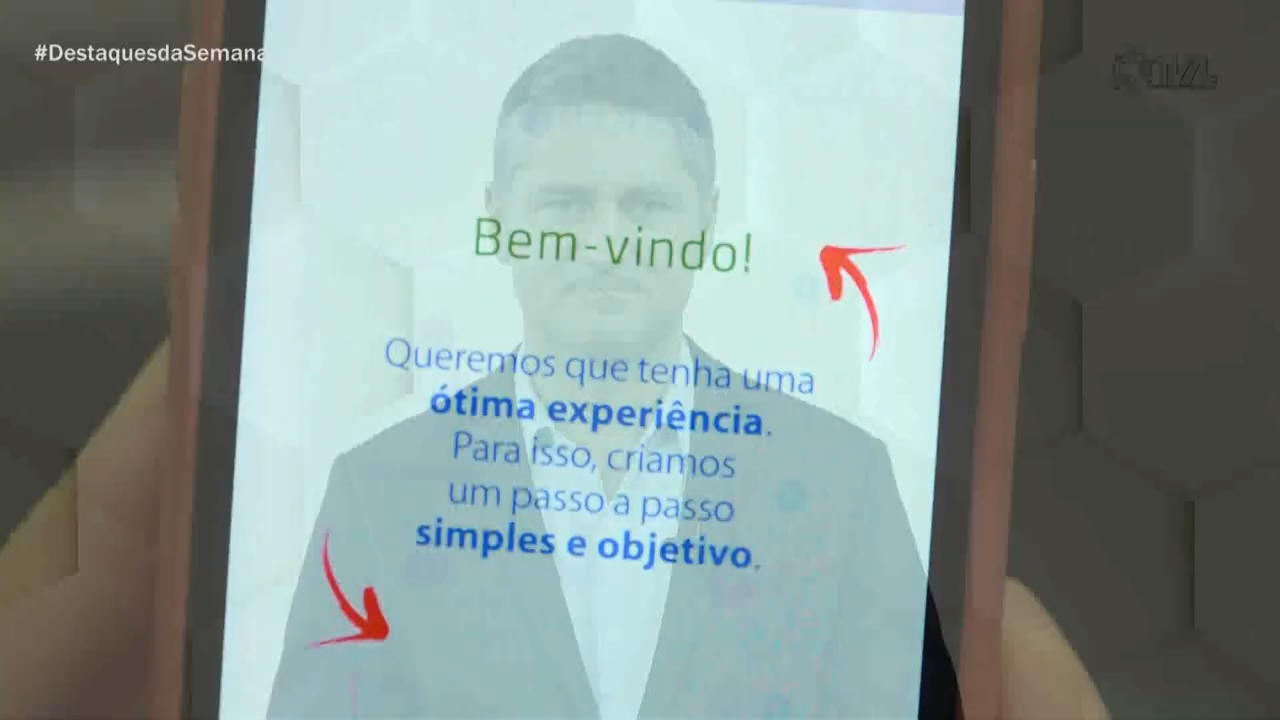 #DestaquesdaSemana
Bem-vindo!
Queremos que tenha uma
ótima experiência.
Para isso, criamos
um passo a passo
simples e objetivo.